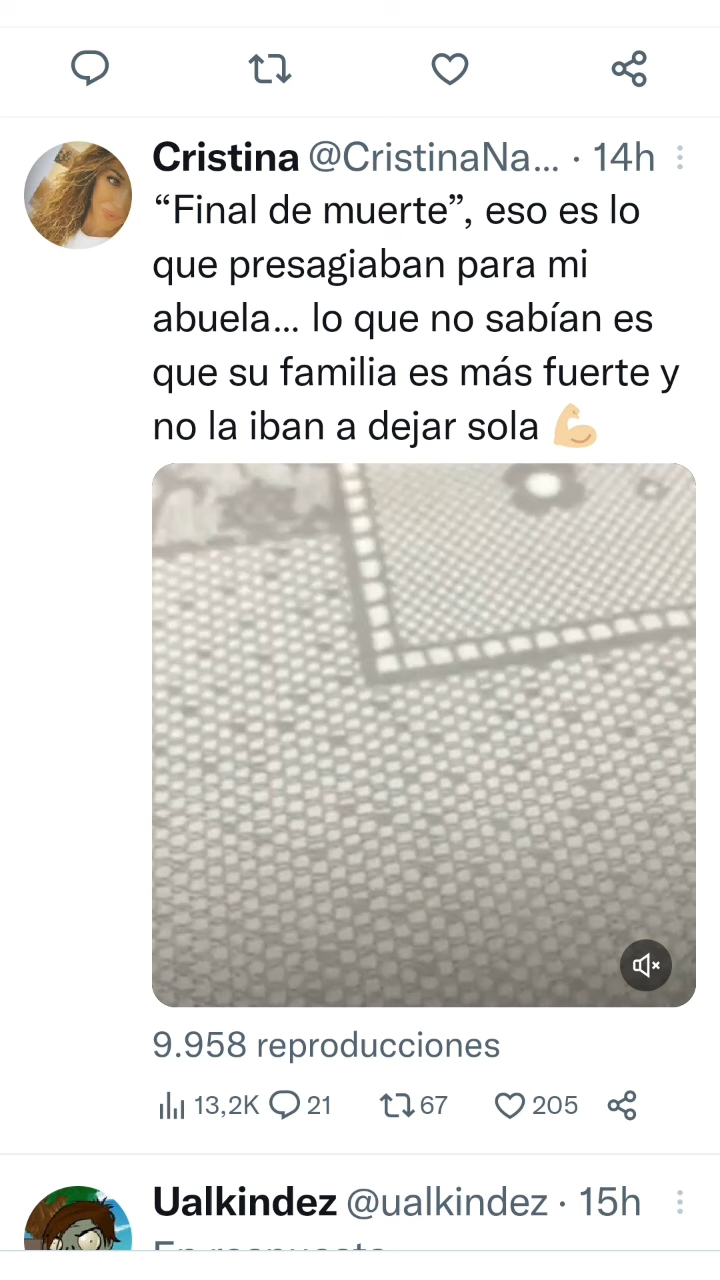 Cristina @CristinaNa... · 14h
“Final de muerte”, eso es lo
que presagiaban para mi
abuela... lo que no sabían es
que su familia es más fuerte y
no la iban a dejar sola 💪🏼
9.958 reproducciones
13,2K 21 67 205
Ualkindez @ualkindez · 15h
En respuesta